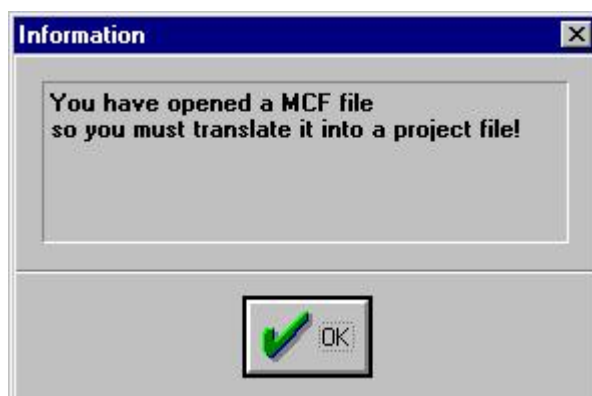 Information
You have opened a MCF file
so you must translate it into a project file!
OK